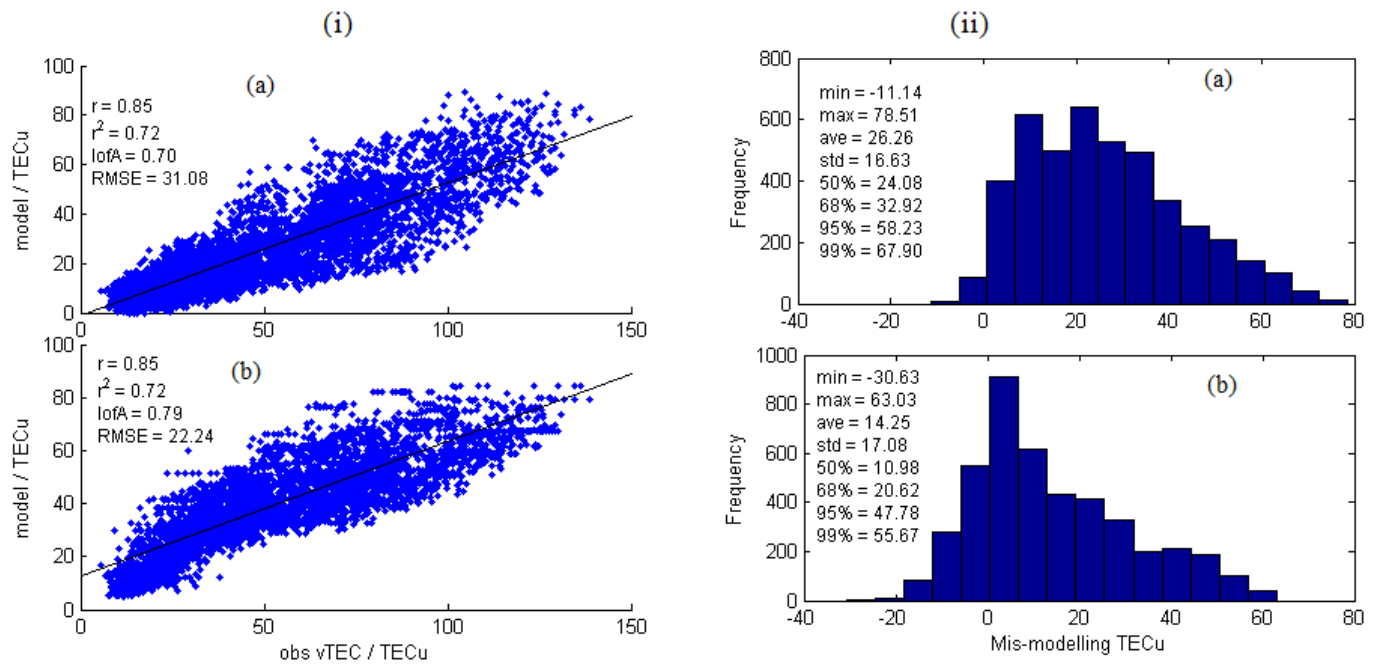 (i)
(a)
r = 0.85
r2 = 0.72
IofA = 0.70
RMSE = 31.08
model / TECu
100
80
60
40
20
0
0 50 100 150
(b)
r = 0.85
r2 = 0.72
IofA = 0.79
RMSE = 22.24
model / TECu
100
80
60
40
20
0
0 50 100 150
obs vTEC / TECu
(ii)
(a)
min = -11.14
max = 78.51
ave = 26.26
std = 16.63
50% = 24.08
68% = 32.92
95% = 58.23
99% = 67.90
Frequency
800
600
400
200
0
-40 -20 0 20 40 60 80
(b)
min = -30.63
max = 63.03
ave = 14.25
std = 17.08
50% = 10.98
68% = 20.62
95% = 47.78
99% = 55.67
Frequency
1000
800
600
400
200
0
-40 -20 0 20 40 60 80
Mis-modelling TECu